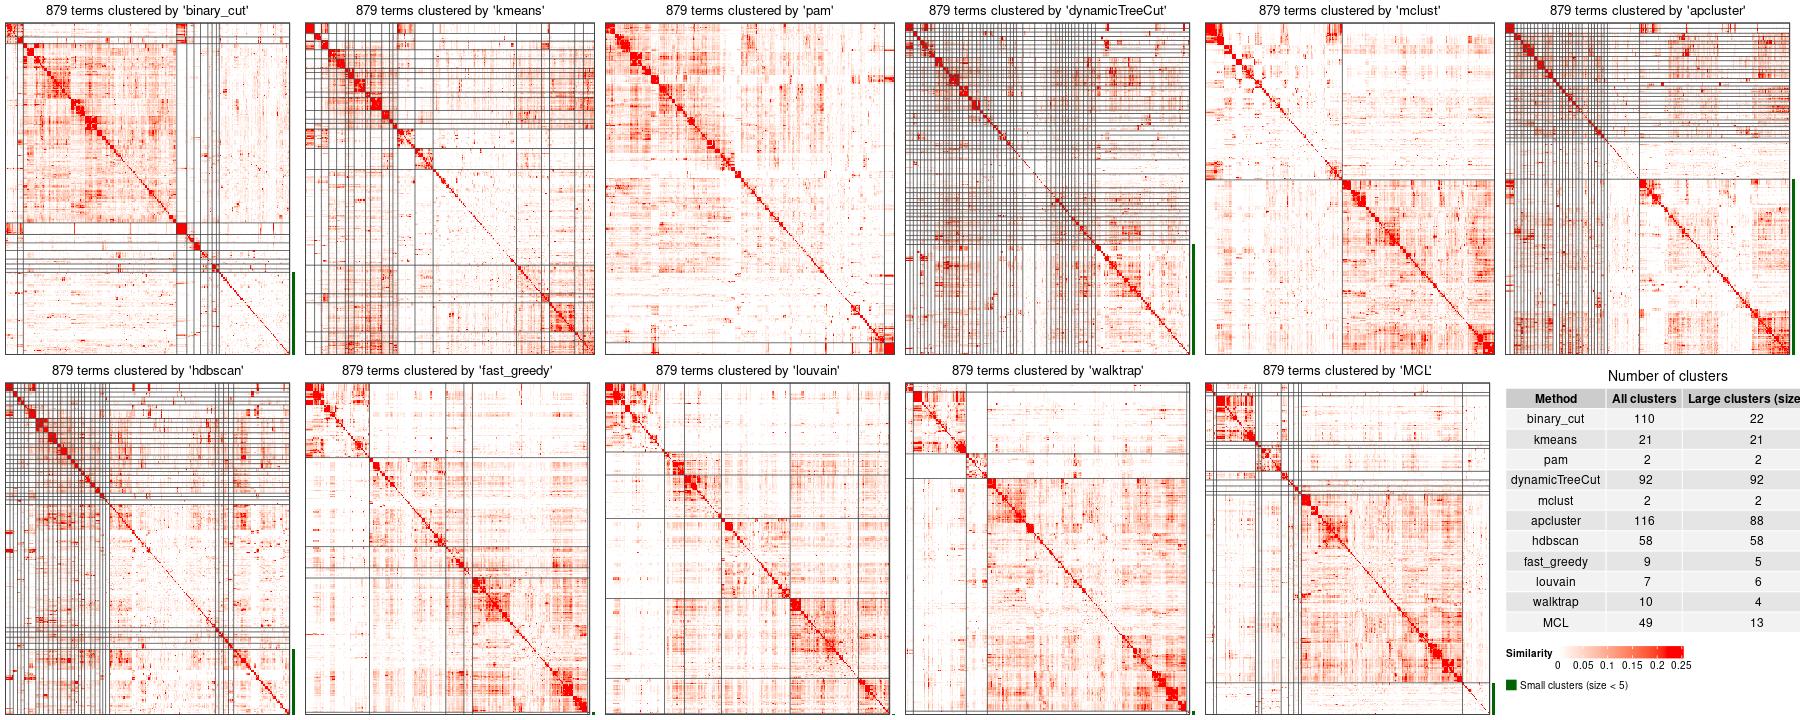 879 terms clustered by 'binary_cut'
879 terms clustered by 'kmeans'
879 terms clustered by 'pam'
879 terms clustered by 'dynamicTreeCut'
879 terms clustered by 'mclust'
879 terms clustered by 'apcluster'
879 terms clustered by 'hdbscan'
879 terms clustered by 'fast_greedy'
879 terms clustered by 'louvain'
879 terms clustered by 'walktrap'
879 terms clustered by 'MCL'
Number of clusters
Method All clusters Large clusters (size
binary_cut 110 22
kmeans 21 21
pam 2 2
dynamicTreeCut 92 92
mclust 2 2
apcluster 116 88
hdbscan 58 58
fast_greedy 9 5
louvain 7 6
walktrap 10 4
MCL 49 13
Similarity
0 0.05 0.1 0.15 0.2 0.25
Small clusters (size < 5)